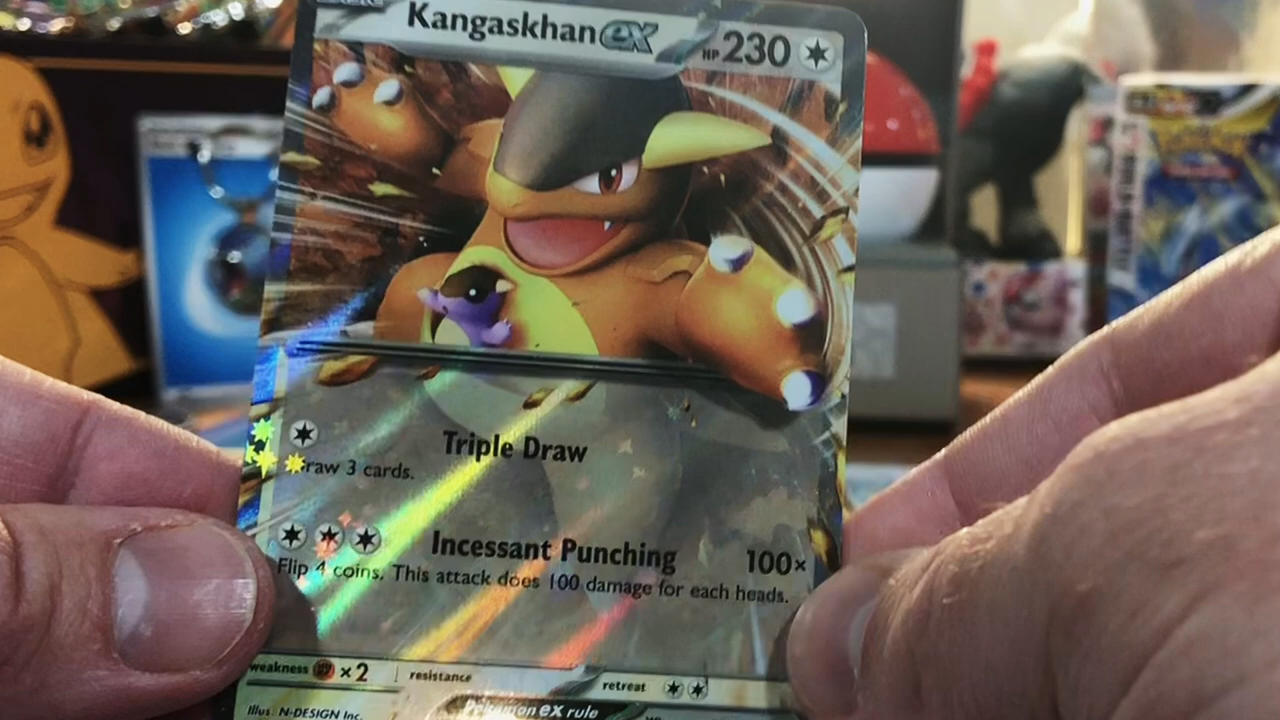 Kangaskhan ex HP 230
Triple Draw
raw 3 cards.
Incessant Punching 100×
Flip 4 coins. This attack does 100 damage for each heads.
weakness ×2 resistance retreat
Illus. N-DESIGN Inc. Pokémon ex rule